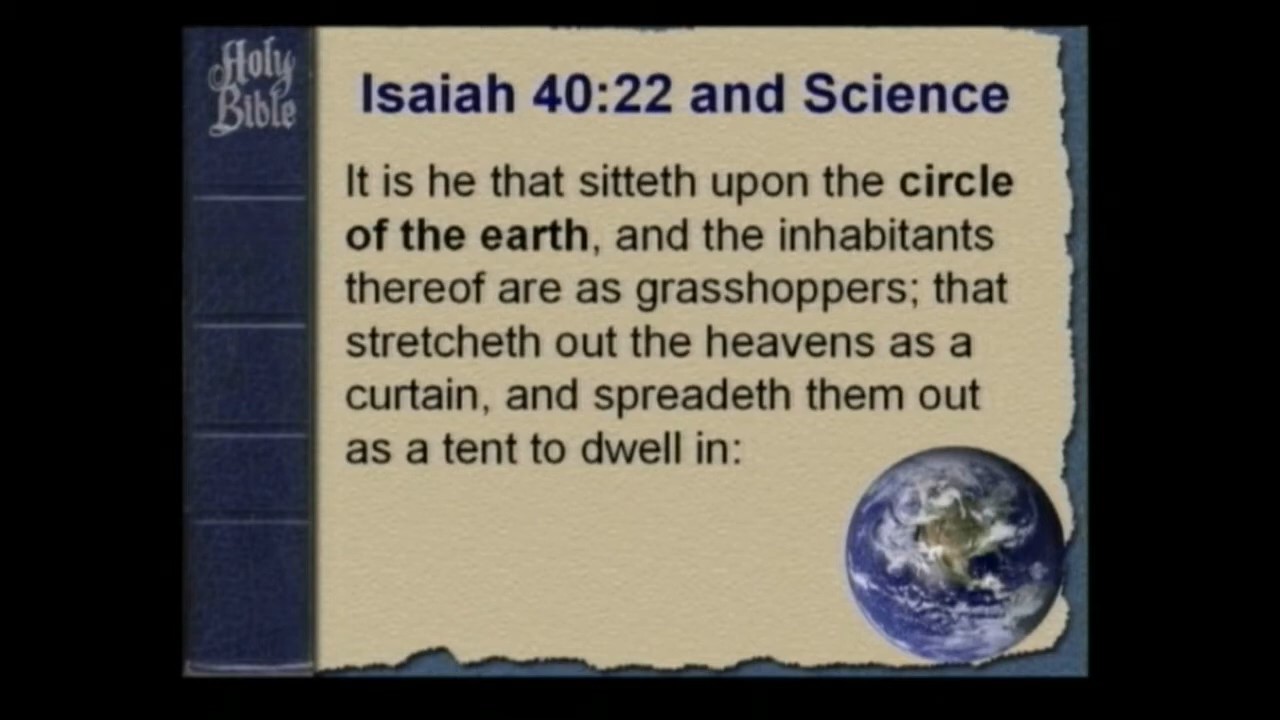 Holy
Bible
Isaiah 40:22 and Science
It is he that sitteth upon the circle
of the earth, and the inhabitants
thereof are as grasshoppers; that
stretcheth out the heavens as a
curtain, and spreadeth them out
as a tent to dwell in: